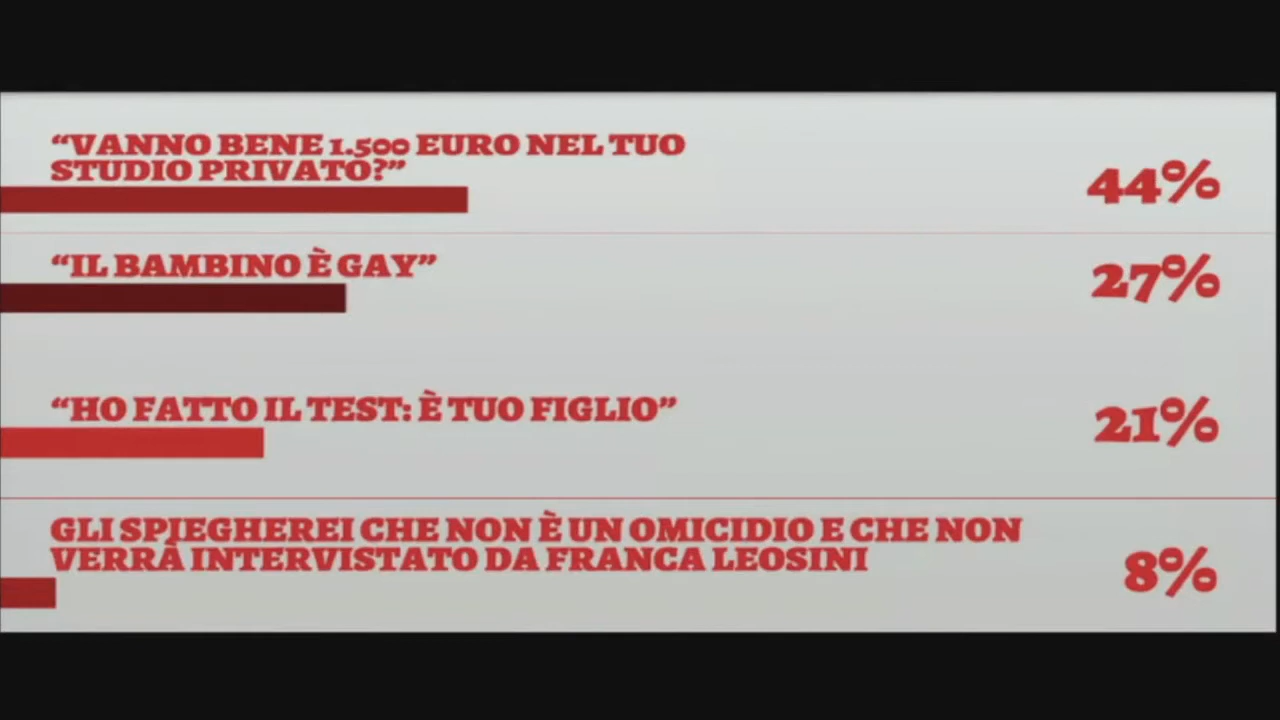 “VANNO BENE 1.500 EURO NEL TUO
STUDIO PRIVATO?”
44%
“IL BAMBINO È GAY”
27%
“HO FATTO IL TEST: È TUO FIGLIO”
21%
GLI SPIEGHEREI CHE NON È UN OMICIDIO E CHE NON
VERRÀ INTERVISTATO DA FRANCA LEOSINI
8%